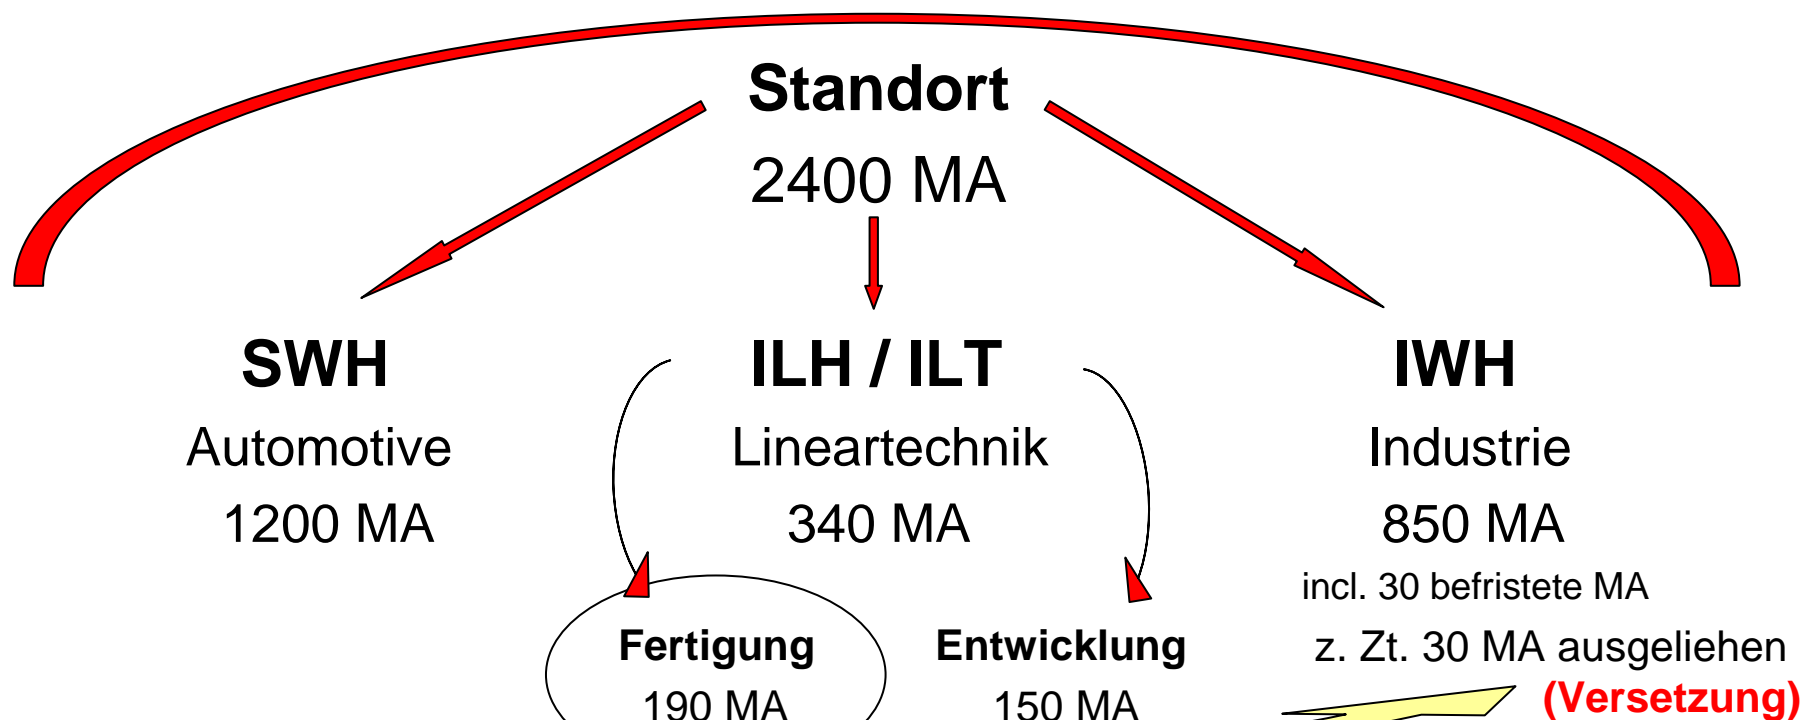 Standort
2400 MA
SWH
Automotive
1200 MA
ILH / ILT
Lineartechnik
340 MA
Fertigung
190 MA
Entwicklung
150 MA
IWH
Industrie
850 MA
incl. 30 befristete MA
z. Zt. 30 MA ausgeliehen
(Versetzung)